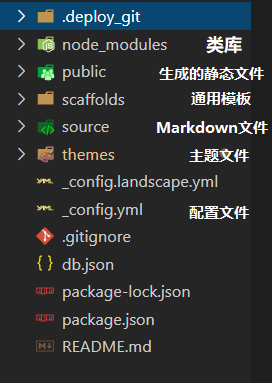 .deploy_git
node_modules 类库
public 生成的静态文件
scaffolds 通用模板
source Markdown文件
themes 主题文件
_config.landscape.yml
_config.yml 配置文件
.gitignore
db.json
package-lock.json
package.json
README.md